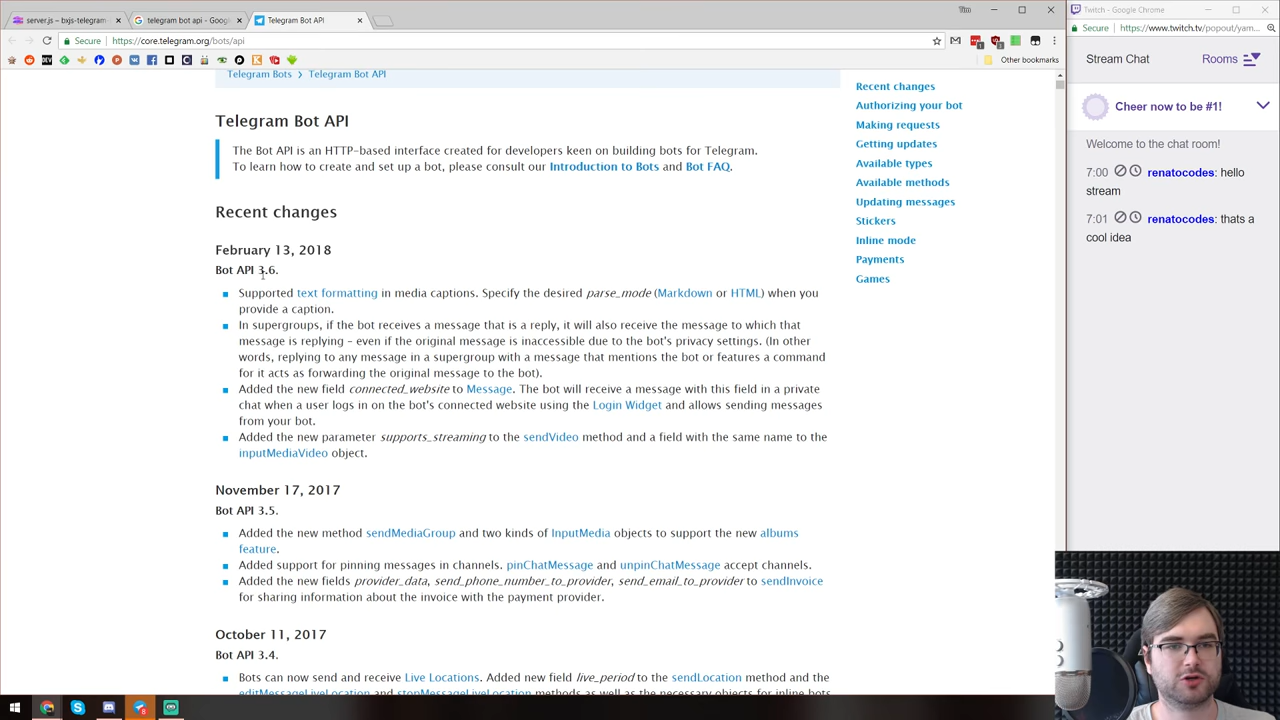 server.js – bxjs-telegram-
telegram bot api - Goog
Telegram Bot API
Tim
Secure
https://core.telegram.org/bots/api
Other bookmarks
Telegram Bots > Telegram Bot API
Telegram Bot API
The Bot API is an HTTP-based interface created for developers keen on building bots for Telegram.
To learn how to create and set up a bot, please consult our Introduction to Bots and Bot FAQ.
Recent changes
February 13, 2018
Bot API 3.6.
Supported text formatting in media captions. Specify the desired parse_mode (Markdown or HTML) when you
provide a caption.
In supergroups, if the bot receives a message that is a reply, it will also receive the message to which that
message is replying – even if the original message is inaccessible due to the bot's privacy settings. (In other
words, replying to any message in a supergroup with a message that mentions the bot or features a command
for it acts as forwarding the original message to the bot).
Added the new field connected_website to Message. The bot will receive a message with this field in a private
chat when a user logs in on the bot's connected website using the Login Widget and allows sending messages
from your bot.
Added the new parameter supports_streaming to the sendVideo method and a field with the same name to the
inputMediaVideo object.
November 17, 2017
Bot API 3.5.
Added the new method sendMediaGroup and two kinds of InputMedia objects to support the new albums
feature.
Added support for pinning messages in channels. pinChatMessage and unpinChatMessage accept channels.
Added the new fields provider_data, send_phone_number_to_provider, send_email_to_provider to sendInvoice
for sharing information about the invoice with the payment provider.
October 11, 2017
Bot API 3.4.
Bots can now send and receive Live Locations. Added new field live_period to the sendLocation method and the
editMessageLiveLocation and stopMessageLiveLocation methods as well as the necessary objects for inline bots
Recent changes
Authorizing your bot
Making requests
Getting updates
Available types
Available methods
Updating messages
Stickers
Inline mode
Payments
Games
Twitch - Google Chrome
Secure
https://www.twitch.tv/popout/yam...
Stream Chat
Rooms
Cheer now to be #1!
Welcome to the chat room!
7:00 renatocodes: hello
stream
7:01 renatocodes: thats a
cool idea